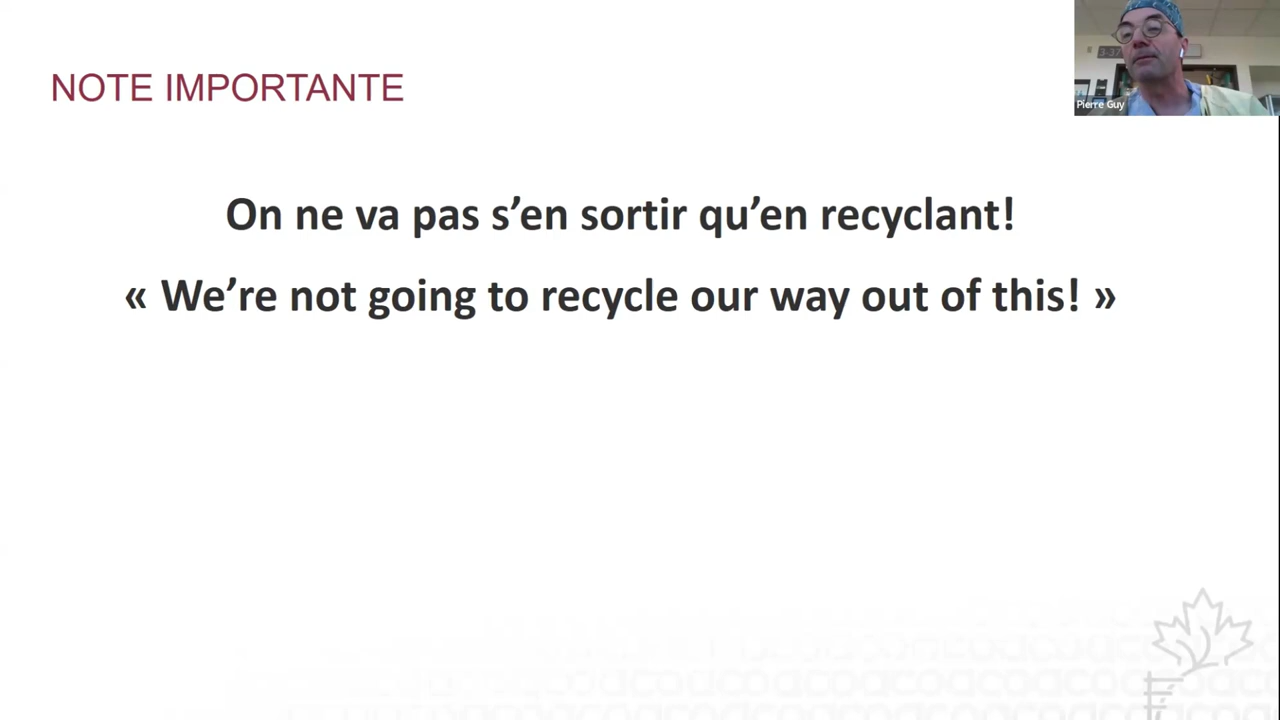 NOTE IMPORTANTE
On ne va pas s’en sortir qu’en recyclant!
« We’re not going to recycle our way out of this! »
Pierre Guy